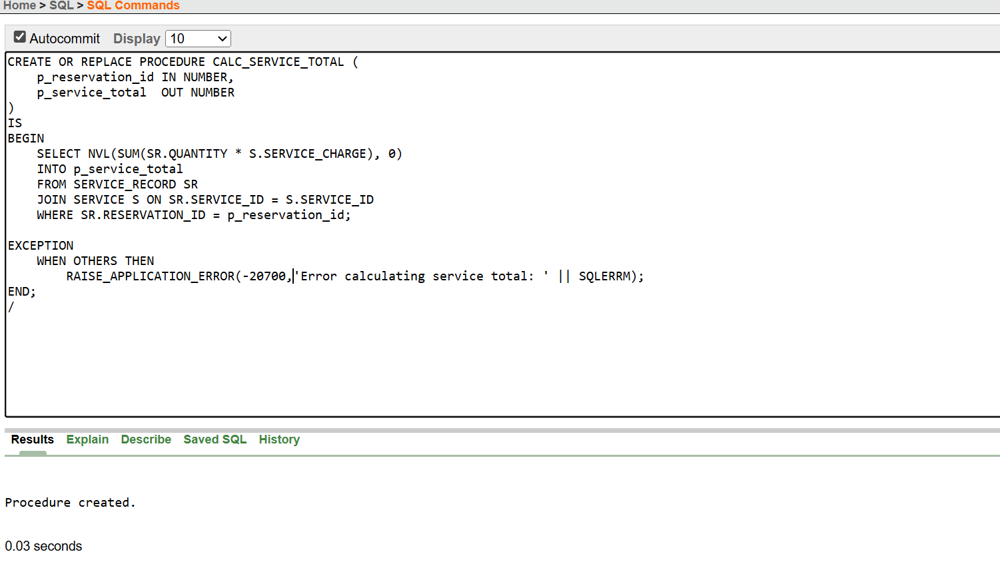 Home > SQL > SQL Commands
Autocommit Display 10
CREATE OR REPLACE PROCEDURE CALC_SERVICE_TOTAL (
    p_reservation_id IN NUMBER,
    p_service_total  OUT NUMBER
)
IS
BEGIN
    SELECT NVL(SUM(SR.QUANTITY * S.SERVICE_CHARGE), 0)
    INTO p_service_total
    FROM SERVICE_RECORD SR
    JOIN SERVICE S ON SR.SERVICE_ID = S.SERVICE_ID
    WHERE SR.RESERVATION_ID = p_reservation_id;
EXCEPTION
    WHEN OTHERS THEN
        RAISE_APPLICATION_ERROR(-20700,'Error calculating service total: ' || SQLERRM);
END;
/
Results Explain Describe Saved SQL History
Procedure created.
0.03 seconds